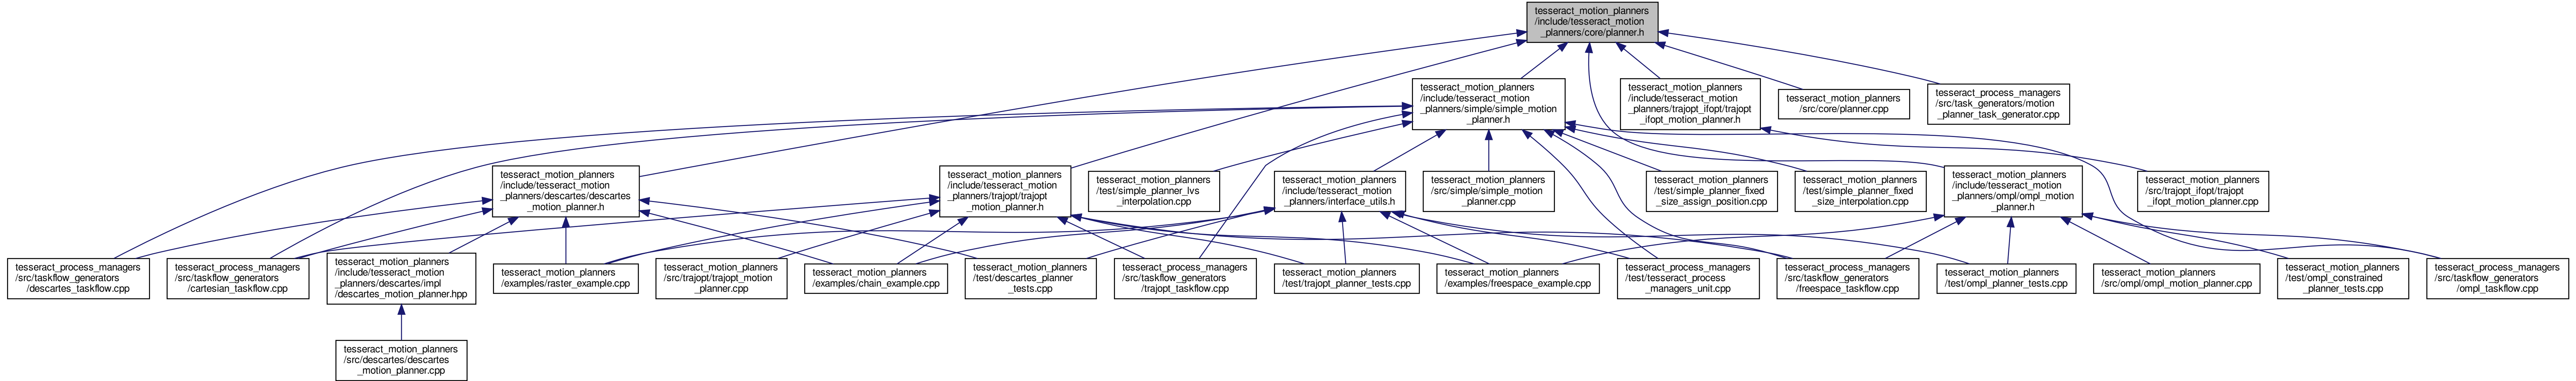 tesseract_motion_planners
/include/tesseract_motion
_planners/core/planner.h
tesseract_motion_planners
/include/tesseract_motion
_planners/simple/simple_motion
_planner.h
tesseract_motion_planners
/include/tesseract_motion
_planners/trajopt_ifopt/trajopt
_ifopt_motion_planner.h
tesseract_motion_planners
/src/core/planner.cpp
tesseract_process_managers
/src/task_generators/motion
_planner_task_generator.cpp
tesseract_motion_planners
/include/tesseract_motion
_planners/descartes/descartes
_motion_planner.h
tesseract_motion_planners
/include/tesseract_motion
_planners/trajopt/trajopt
_motion_planner.h
tesseract_motion_planners
/test/simple_planner_lvs
_interpolation.cpp
tesseract_motion_planners
/include/tesseract_motion
_planners/interface_utils.h
tesseract_motion_planners
/src/simple/simple_motion
_planner.cpp
tesseract_motion_planners
/test/simple_planner_fixed
_size_assign_position.cpp
tesseract_motion_planners
/test/simple_planner_fixed
_size_interpolation.cpp
tesseract_motion_planners
/include/tesseract_motion
_planners/ompl/ompl_motion
_planner.h
tesseract_motion_planners
/src/trajopt_ifopt/trajopt
_ifopt_motion_planner.cpp
tesseract_process_managers
/src/taskflow_generators
/descartes_taskflow.cpp
tesseract_process_managers
/src/taskflow_generators
/cartesian_taskflow.cpp
tesseract_motion_planners
/include/tesseract_motion
_planners/descartes/impl
/descartes_motion_planner.hpp
tesseract_motion_planners
/examples/raster_example.cpp
tesseract_motion_planners
/src/trajopt/trajopt_motion
_planner.cpp
tesseract_motion_planners
/examples/chain_example.cpp
tesseract_motion_planners
/test/descartes_planner
_tests.cpp
tesseract_process_managers
/src/taskflow_generators
/trajopt_taskflow.cpp
tesseract_motion_planners
/test/trajopt_planner_tests.cpp
tesseract_motion_planners
/examples/freespace_example.cpp
tesseract_process_managers
/test/tesseract_process
_managers_unit.cpp
tesseract_process_managers
/src/taskflow_generators
/freespace_taskflow.cpp
tesseract_motion_planners
/test/ompl_planner_tests.cpp
tesseract_motion_planners
/src/ompl/ompl_motion_planner.cpp
tesseract_motion_planners
/test/ompl_constrained
_planner_tests.cpp
tesseract_process_managers
/src/taskflow_generators
/ompl_taskflow.cpp
tesseract_motion_planners
/src/descartes/descartes
_motion_planner.cpp